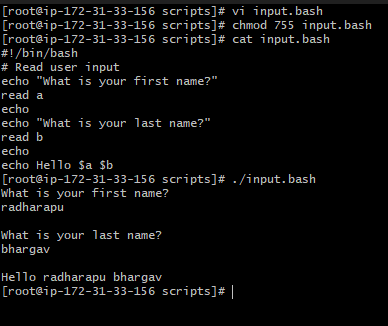 [root@ip-172-31-33-156 scripts]# vi input.bash
[root@ip-172-31-33-156 scripts]# chmod 755 input.bash
[root@ip-172-31-33-156 scripts]# cat input.bash
#!/bin/bash
# Read user input
echo "What is your first name?"
read a
echo
echo "What is your last name?"
read b
echo
echo Hello $a $b
[root@ip-172-31-33-156 scripts]# ./input.bash
What is your first name?
radharapu
What is your last name?
bhargav
Hello radharapu bhargav
[root@ip-172-31-33-156 scripts]#